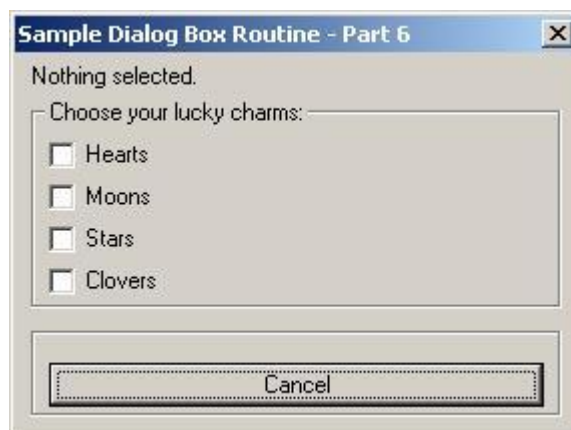 Sample Dialog Box Routine - Part 6
Nothing selected.
Choose your lucky charms:
Hearts
Moons
Stars
Clovers
Cancel